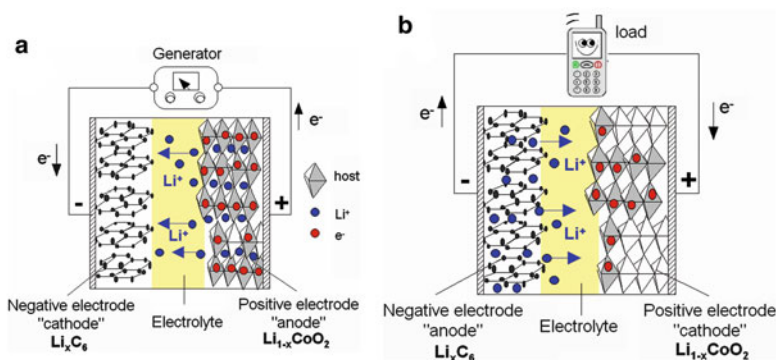 a
Generator
e-
e-
Li+
Li+
-
+
host
Li+
e-
Negative electrode
"cathode"
LixC6
Electrolyte
Positive electrode
"anode"
Li1-xCoO2
b
load
e-
e-
Li+
Li+
-
+
Negative electrode
"anode"
LixC6
Electrolyte
Positive electrode
"cathode"
Li1-xCoO2